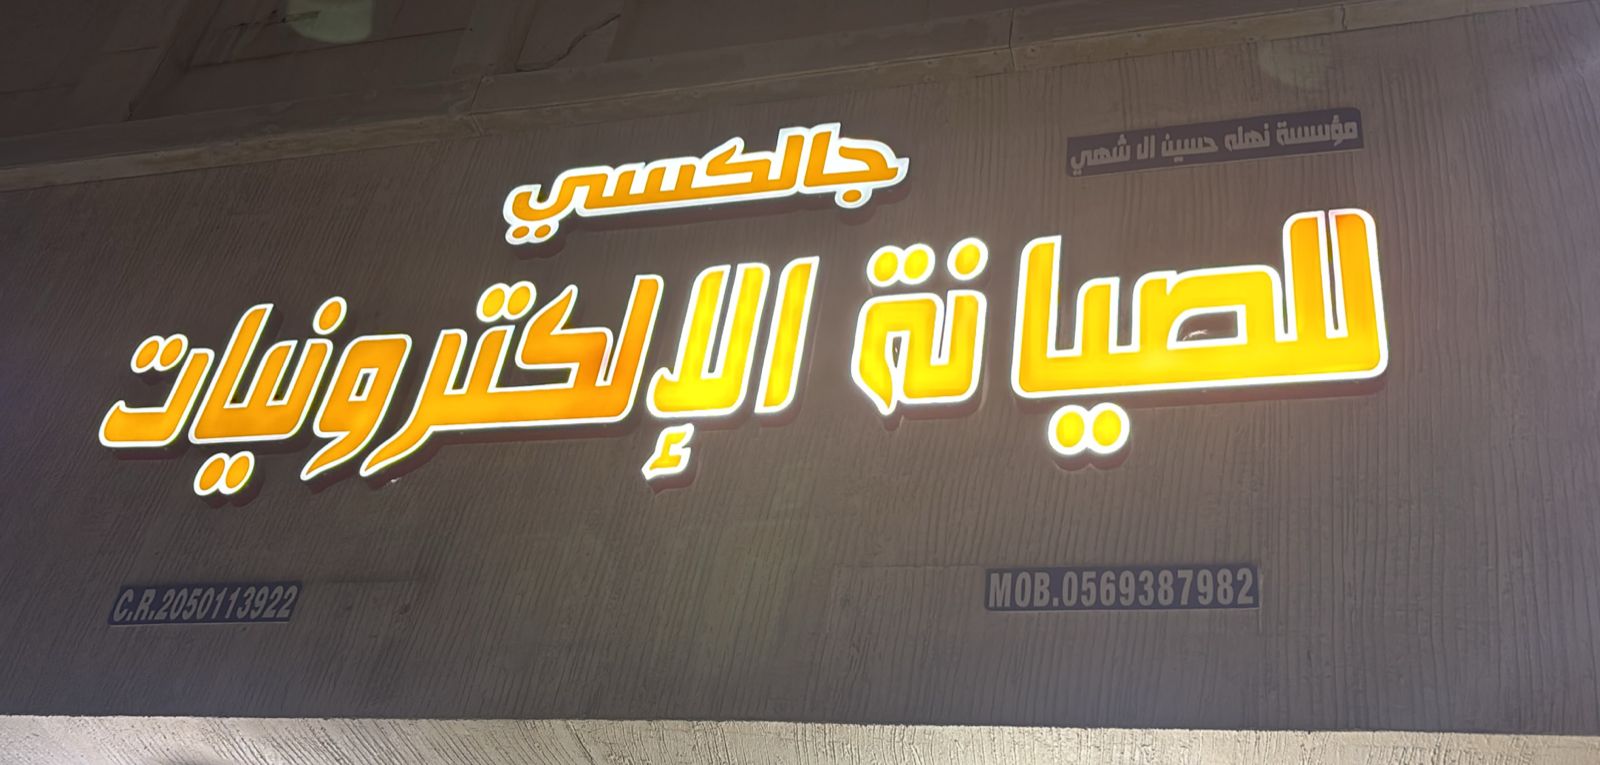 مؤسسة نهله حسين ال شهي
جالكسي
للصيانة الإلكترونيات
C.R.2050113922
MOB.0569387982